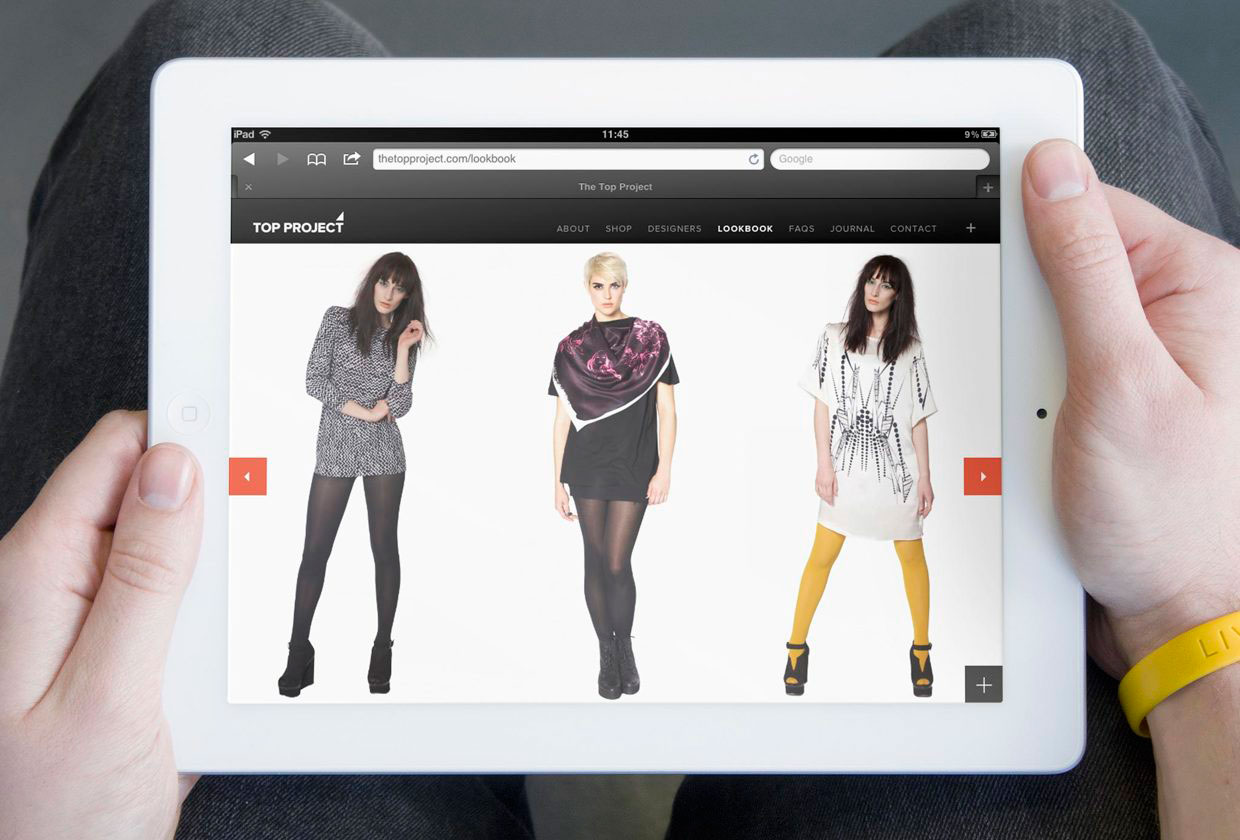 iPad 11:45 9%
thetopproject.com/lookbook Google
The Top Project
TOP PROJECT ABOUT SHOP DESIGNERS LOOKBOOK FAQS JOURNAL CONTACT
LIV